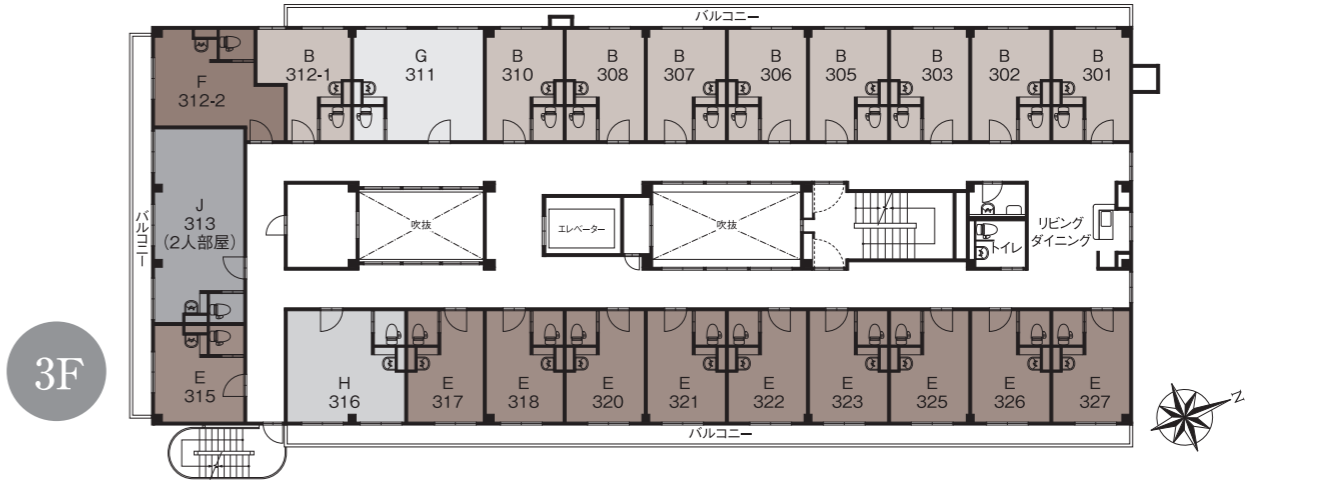 バルコニー
F
312-2
B
312-1
G
311
B
310
B
308
B
307
B
306
B
305
B
303
B
302
B
301
バルコニー
J
313
（2人部屋）
吹抜
エレベーター
吹抜
トイレ
リビング
ダイニング
3F
E
315
H
316
E
317
E
318
E
320
E
321
E
322
E
323
E
325
E
326
E
327
バルコニー
N